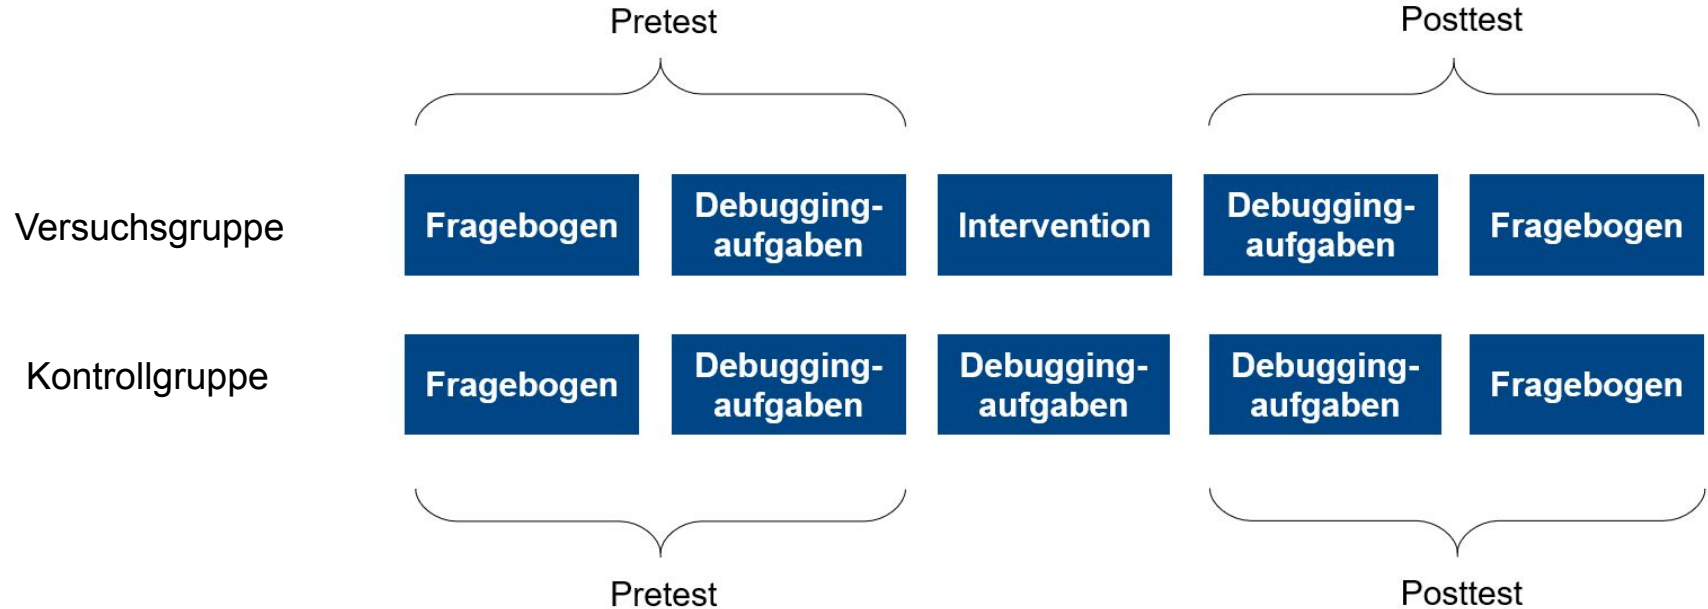 Pretest
Posttest
Versuchsgruppe
Fragebogen
Debugging-
aufgaben
Intervention
Debugging-
aufgaben
Fragebogen
Kontrollgruppe
Fragebogen
Debugging-
aufgaben
Debugging-
aufgaben
Debugging-
aufgaben
Fragebogen
Pretest
Posttest